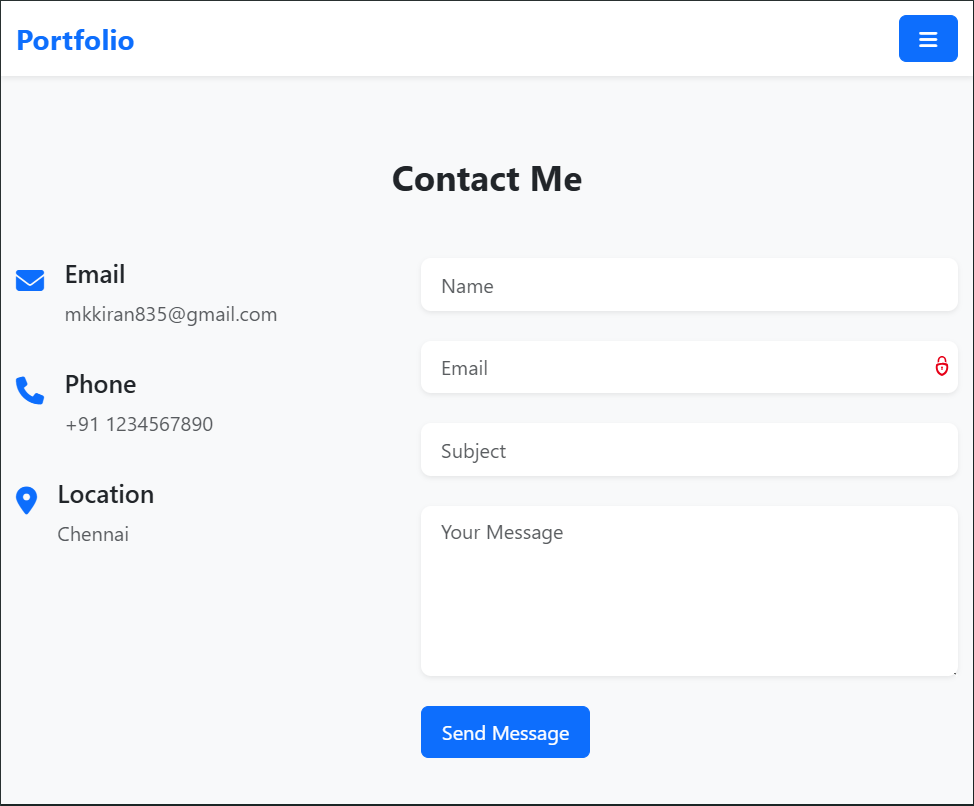 Portfolio
Contact Me
Email
mkkiran835@gmail.com
Phone
+91 1234567890
Location
Chennai
Name
Email
Subject
Your Message
Send Message